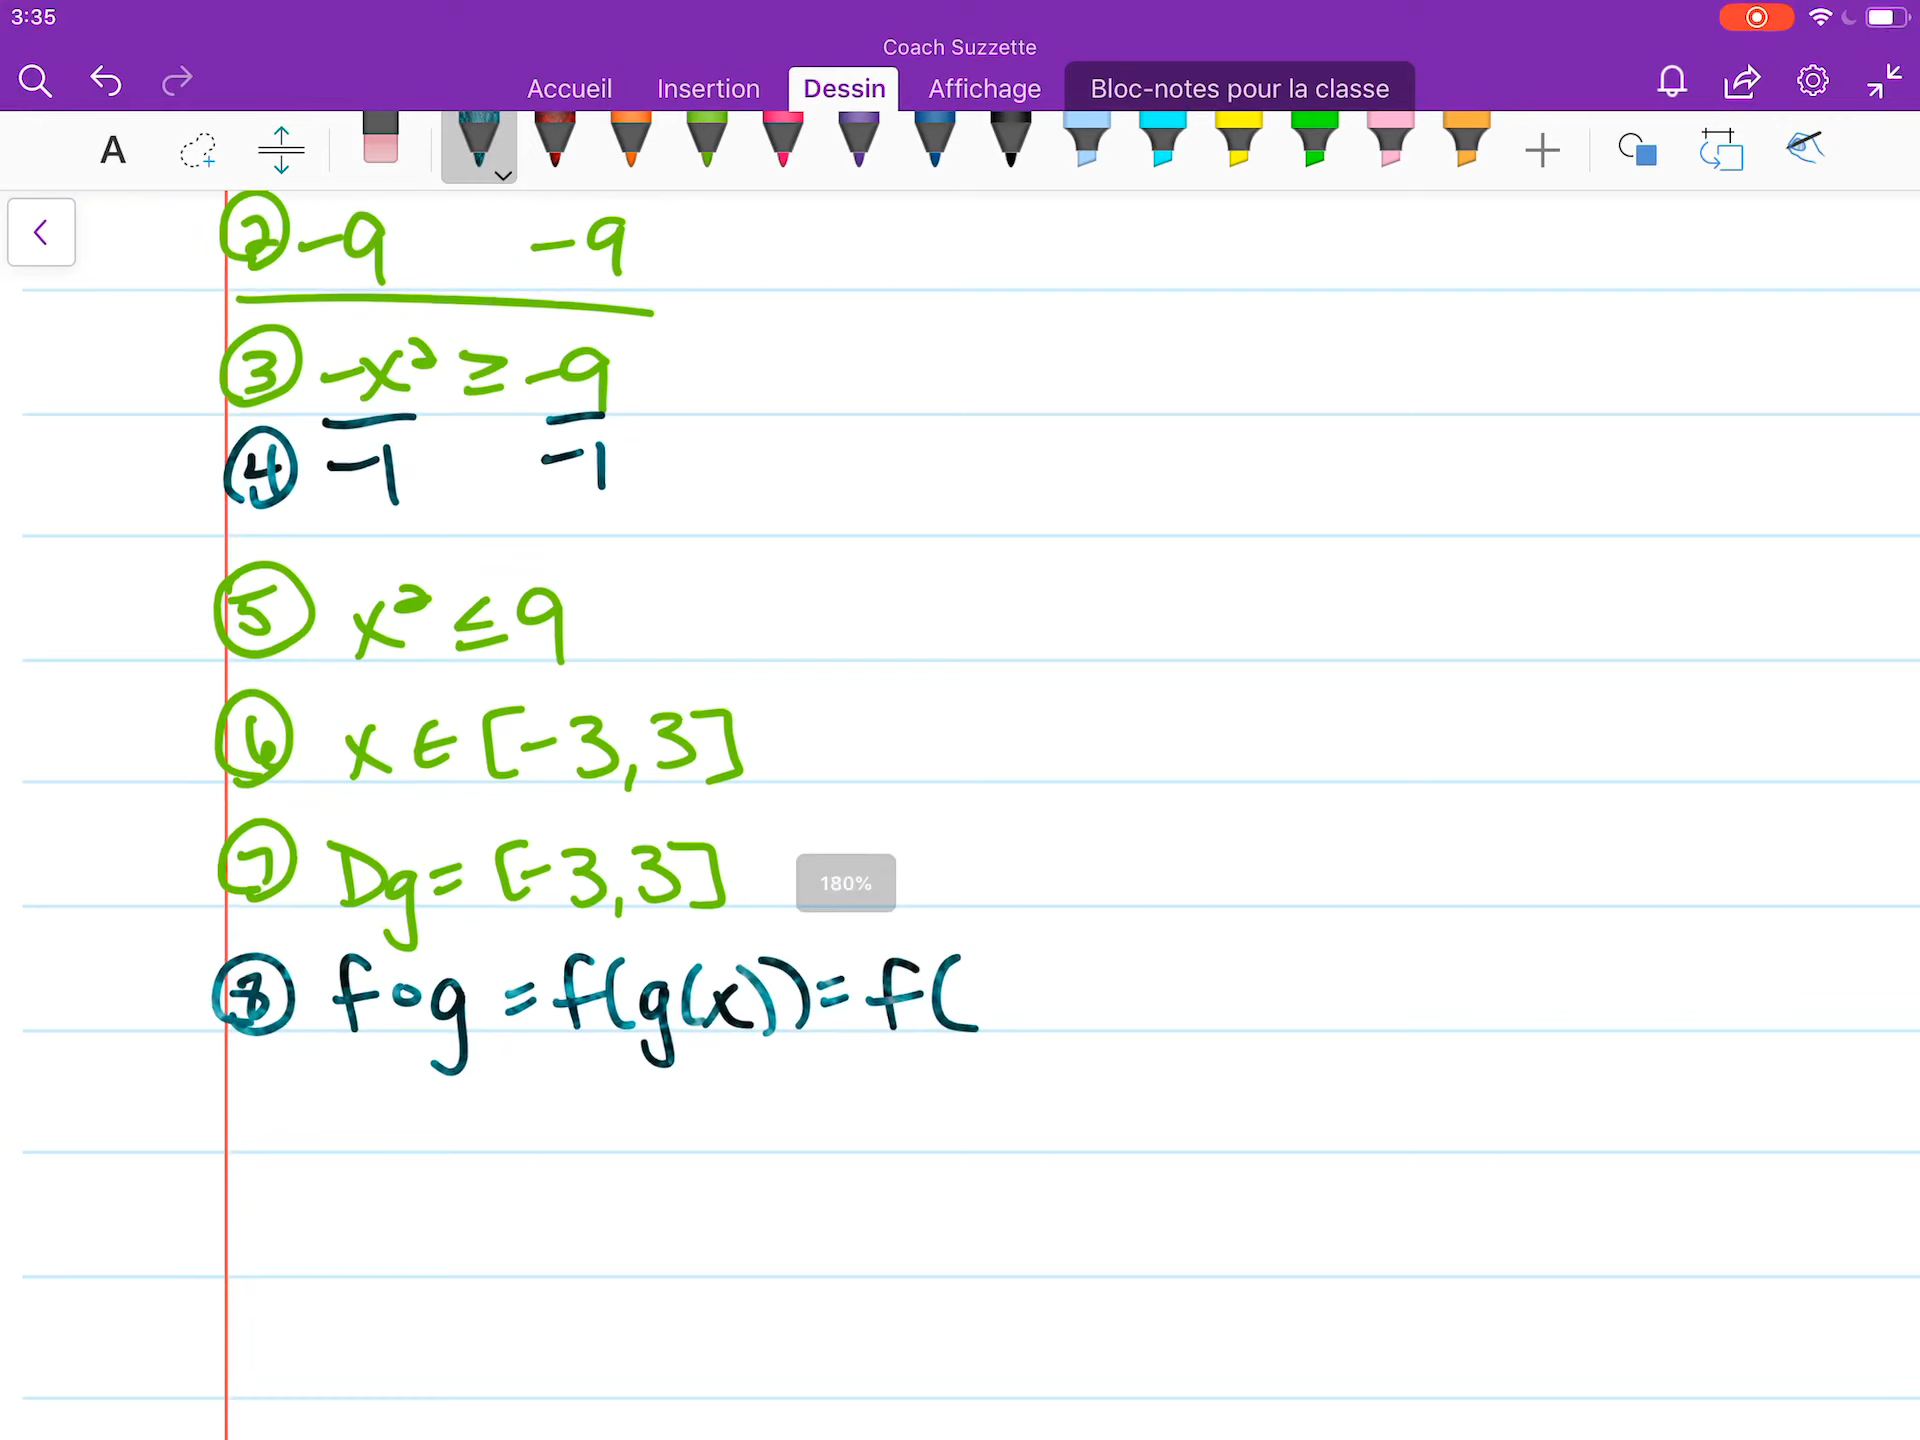 3:35
Coach Suzzette
Accueil Insertion Dessin Affichage Bloc-notes pour la classe
A
② -9 -9
③ -x² ≥ -9
④ -1 -1
⑤ x² ≤ 9
⑥ x ∈ [-3,3]
⑦ Dg = [-3,3]
180%
⑧ f∘g = f(g(x)) = f(